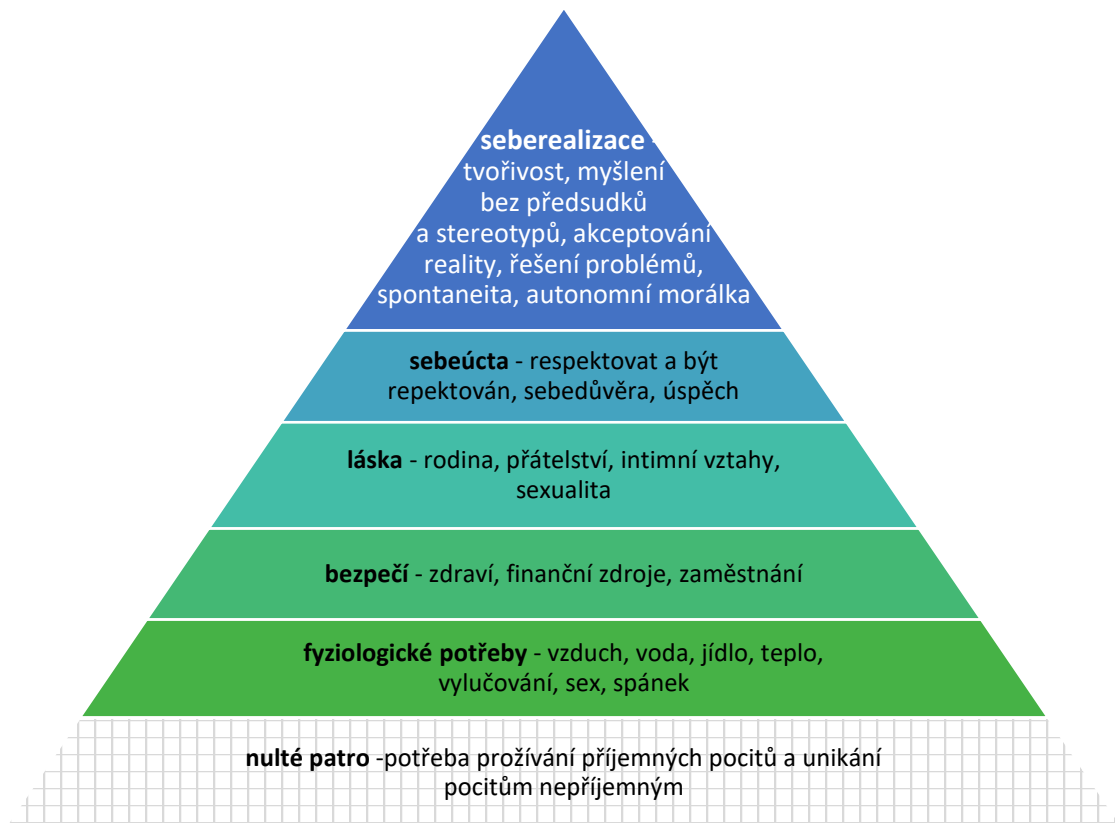 seberealizace -
tvořivost, myšlení
bez předsudků
a stereotypů, akceptování
reality, řešení problémů,
spontaneita, autonomní morálka
sebeúcta - respektovat a být
repektován, sebedůvěra, úspěch
láska - rodina, přátelství, intimní vztahy,
sexualita
bezpečí - zdraví, finanční zdroje, zaměstnání
fyziologické potřeby - vzduch, voda, jídlo, teplo,
vylučování, sex, spánek
nulté patro -potřeba prožívání příjemných pocitů a unikání
pocitům nepříjemným